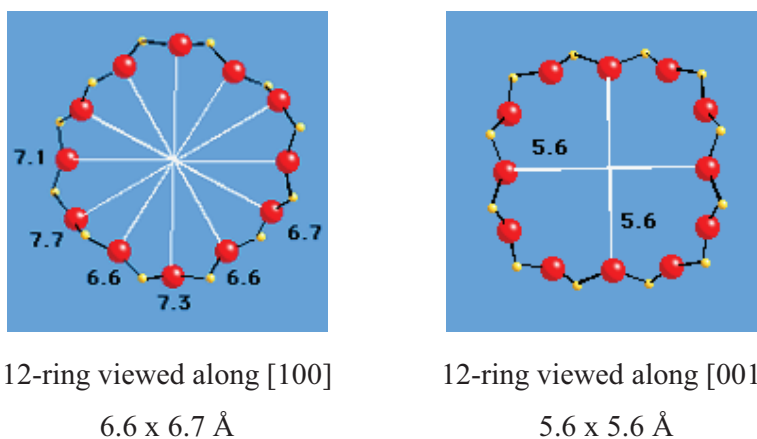 7.1
7.7
6.6
7.3
6.6
6.7
5.6
5.6
12-ring viewed along [100]
6.6 x 6.7 Å
12-ring viewed along [001
5.6 x 5.6 Å